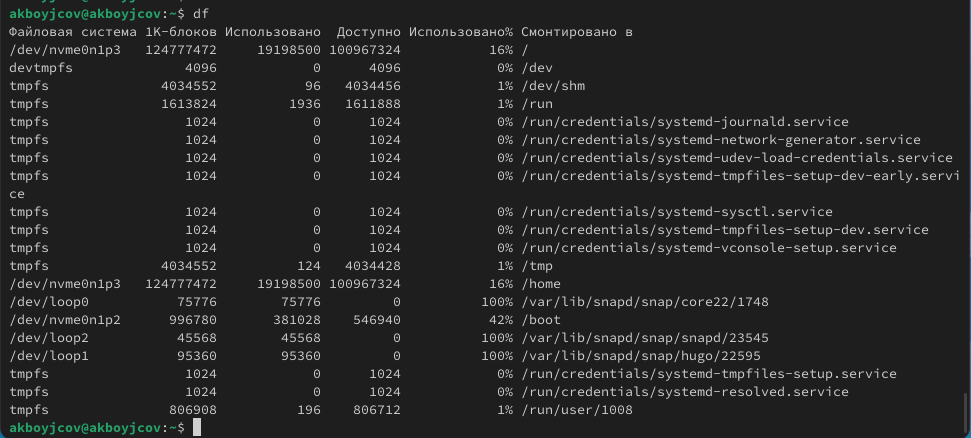 akboyjcov@akboyjcov:~$ df
Файловая система 1K-блоков Использовано  Доступно Использовано% Смонтировано в
/dev/nvme0n1p3   124777472     19198500 100967324           16% /
devtmpfs              4096            0      4096            0% /dev
tmpfs              4034552           96   4034456            1% /dev/shm
tmpfs              1613824         1936   1611888            1% /run
tmpfs                 1024            0      1024            0% /run/credentials/systemd-journald.service
tmpfs                 1024            0      1024            0% /run/credentials/systemd-network-generator.service
tmpfs                 1024            0      1024            0% /run/credentials/systemd-udev-load-credentials.service
tmpfs                 1024            0      1024            0% /run/credentials/systemd-tmpfiles-setup-dev-early.servi
ce
tmpfs                 1024            0      1024            0% /run/credentials/systemd-sysctl.service
tmpfs                 1024            0      1024            0% /run/credentials/systemd-tmpfiles-setup-dev.service
tmpfs                 1024            0      1024            0% /run/credentials/systemd-vconsole-setup.service
tmpfs              4034552          124   4034428            1% /tmp
/dev/nvme0n1p3   124777472     19198500 100967324           16% /home
/dev/loop0           75776        75776         0          100% /var/lib/snapd/snap/core22/1748
/dev/nvme0n1p2      996780       381028    546940           42% /boot
/dev/loop2           45568        45568         0          100% /var/lib/snapd/snap/snapd/23545
/dev/loop1           95360        95360         0          100% /var/lib/snapd/snap/hugo/22595
tmpfs                 1024            0      1024            0% /run/credentials/systemd-tmpfiles-setup.service
tmpfs                 1024            0      1024            0% /run/credentials/systemd-resolved.service
tmpfs               806908          196    806712            1% /run/user/1008
akboyjcov@akboyjcov:~$